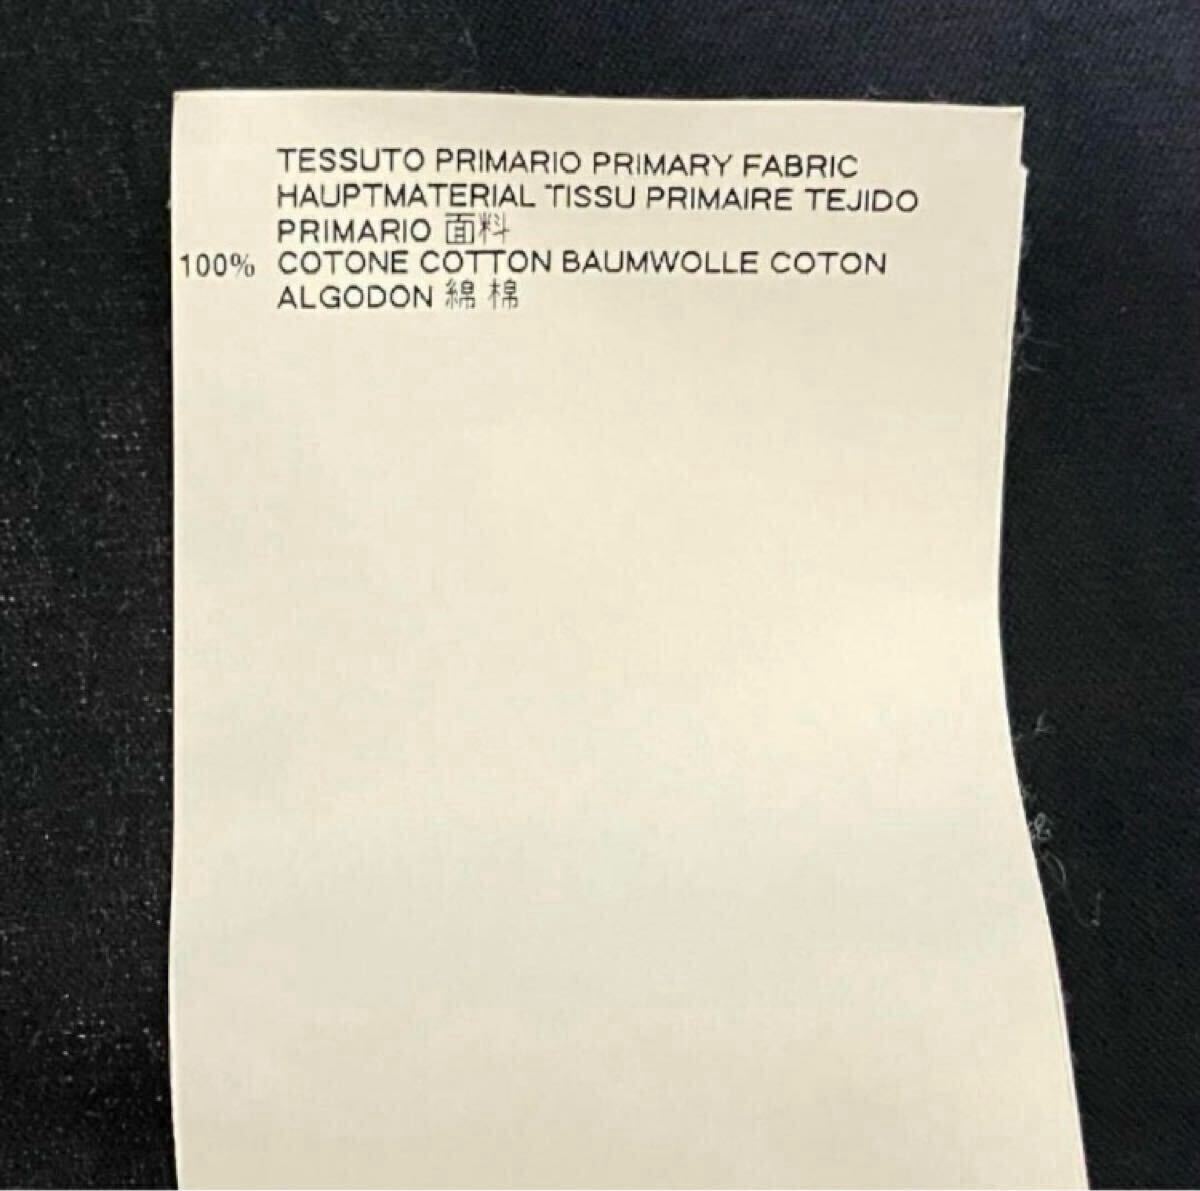 TESSUTO PRIMARIO PRIMARY FABRIC
HAUPTMATERIAL TISSU PRIMAIRE TEJIDO
PRIMARIO 面料
100% COTONE COTTON BAUMWOLLE COTON
ALGODON 綿 棉